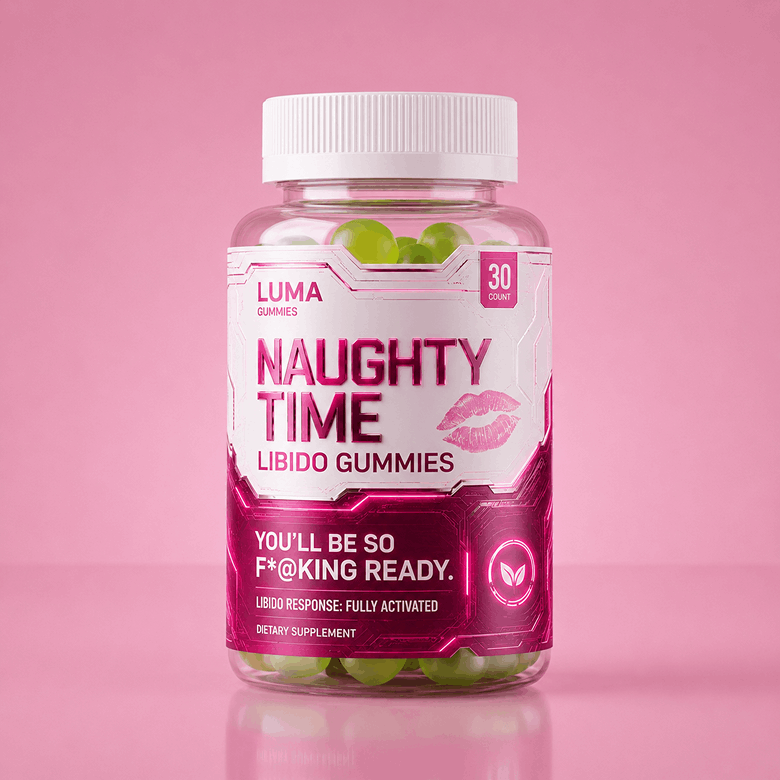 LUMA
GUMMIES
30
COUNT
NAUGHTY
TIME
LIBIDO GUMMIES
YOU'LL BE SO
F*@KING READY.
LIBIDO RESPONSE: FULLY ACTIVATED
DIETARY SUPPLEMENT